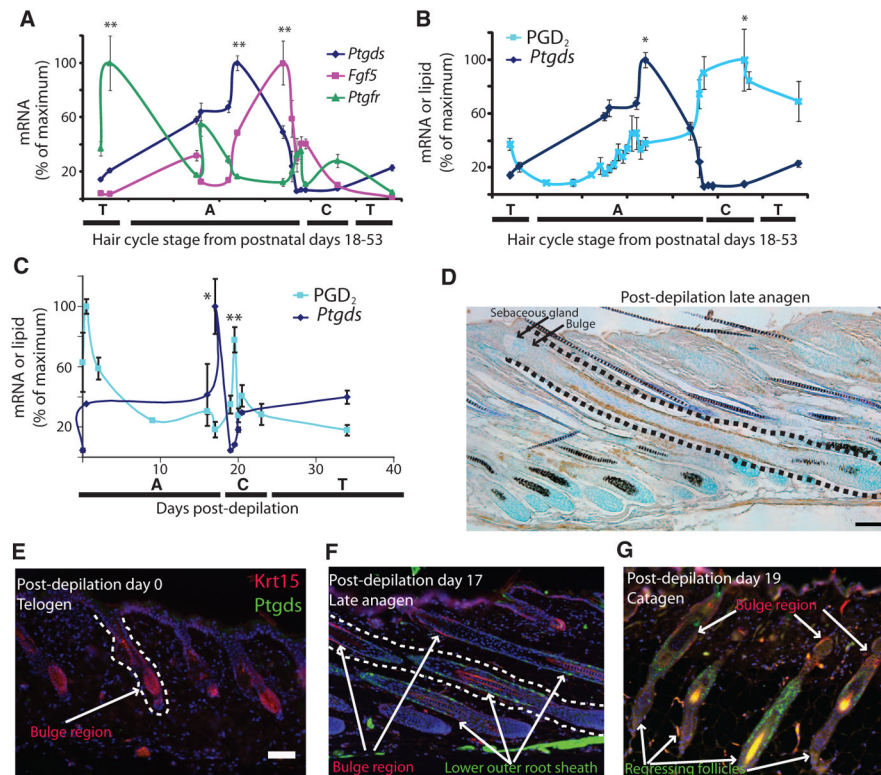 A
**
**
**
100
60
20
mRNA
(% of maximum)
Ptgds
Fgf5
Ptgfr
T
A
C
T
Hair cycle stage from postnatal days 18-53
B
PGD2
Ptgds
*
*
100
60
20
mRNA or lipid
(% of maximum)
T
A
C
T
Hair cycle stage from postnatal days 18-53
C
PGD2
Ptgds
*
**
100
60
20
mRNA or lipid
(% of maximum)
0
10
20
30
40
A
C
T
Days post-depilation
D
Post-depilation late anagen
Sebaceous gland
Bulge
E
Post-depilation day 0
Telogen
Krt15
Ptgds
Bulge region
F
Post-depilation day 17
Late anagen
Bulge region
Lower outer root sheath
G
Post-depilation day 19
Catagen
Bulge region
Regressing follicles